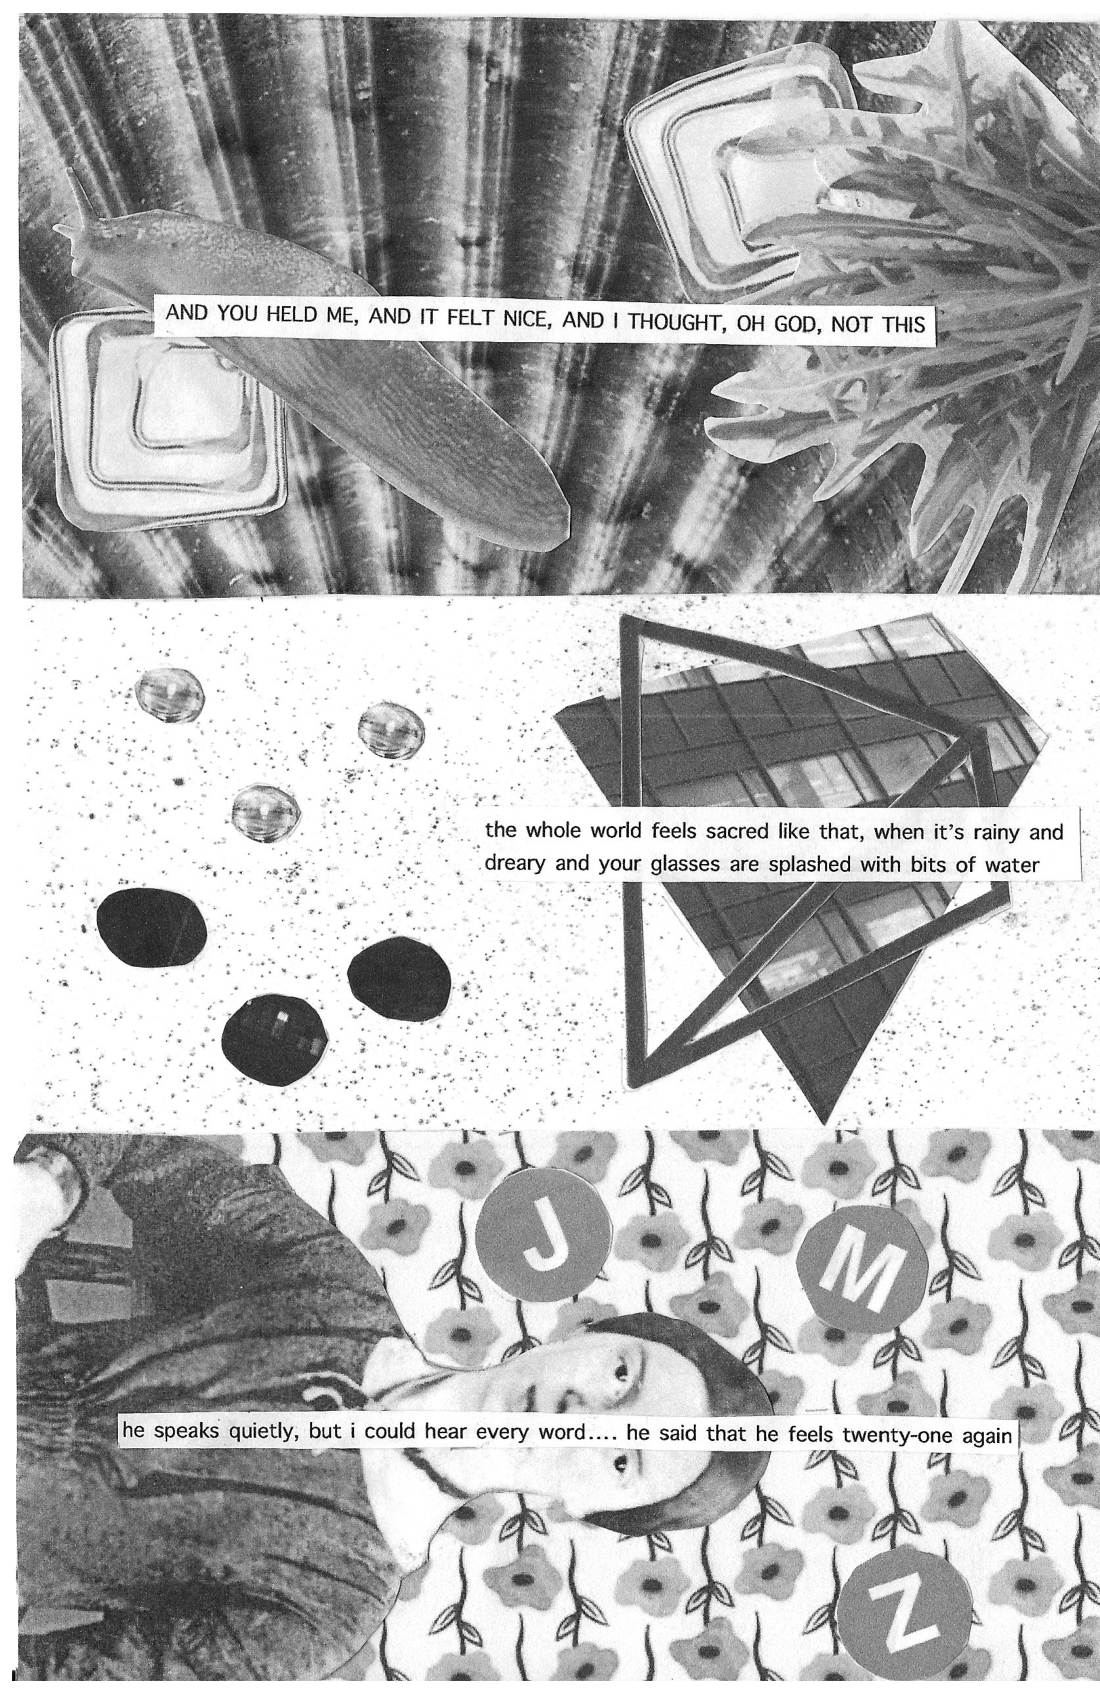 AND YOU HELD ME, AND IT FELT NICE, AND I THOUGHT, OH GOD, NOT THIS
the whole world feels sacred like that, when it's rainy and
dreary and your glasses are splashed with bits of water
J
M
he speaks quietly, but i could hear every word.... he said that he feels twenty-one again
Z